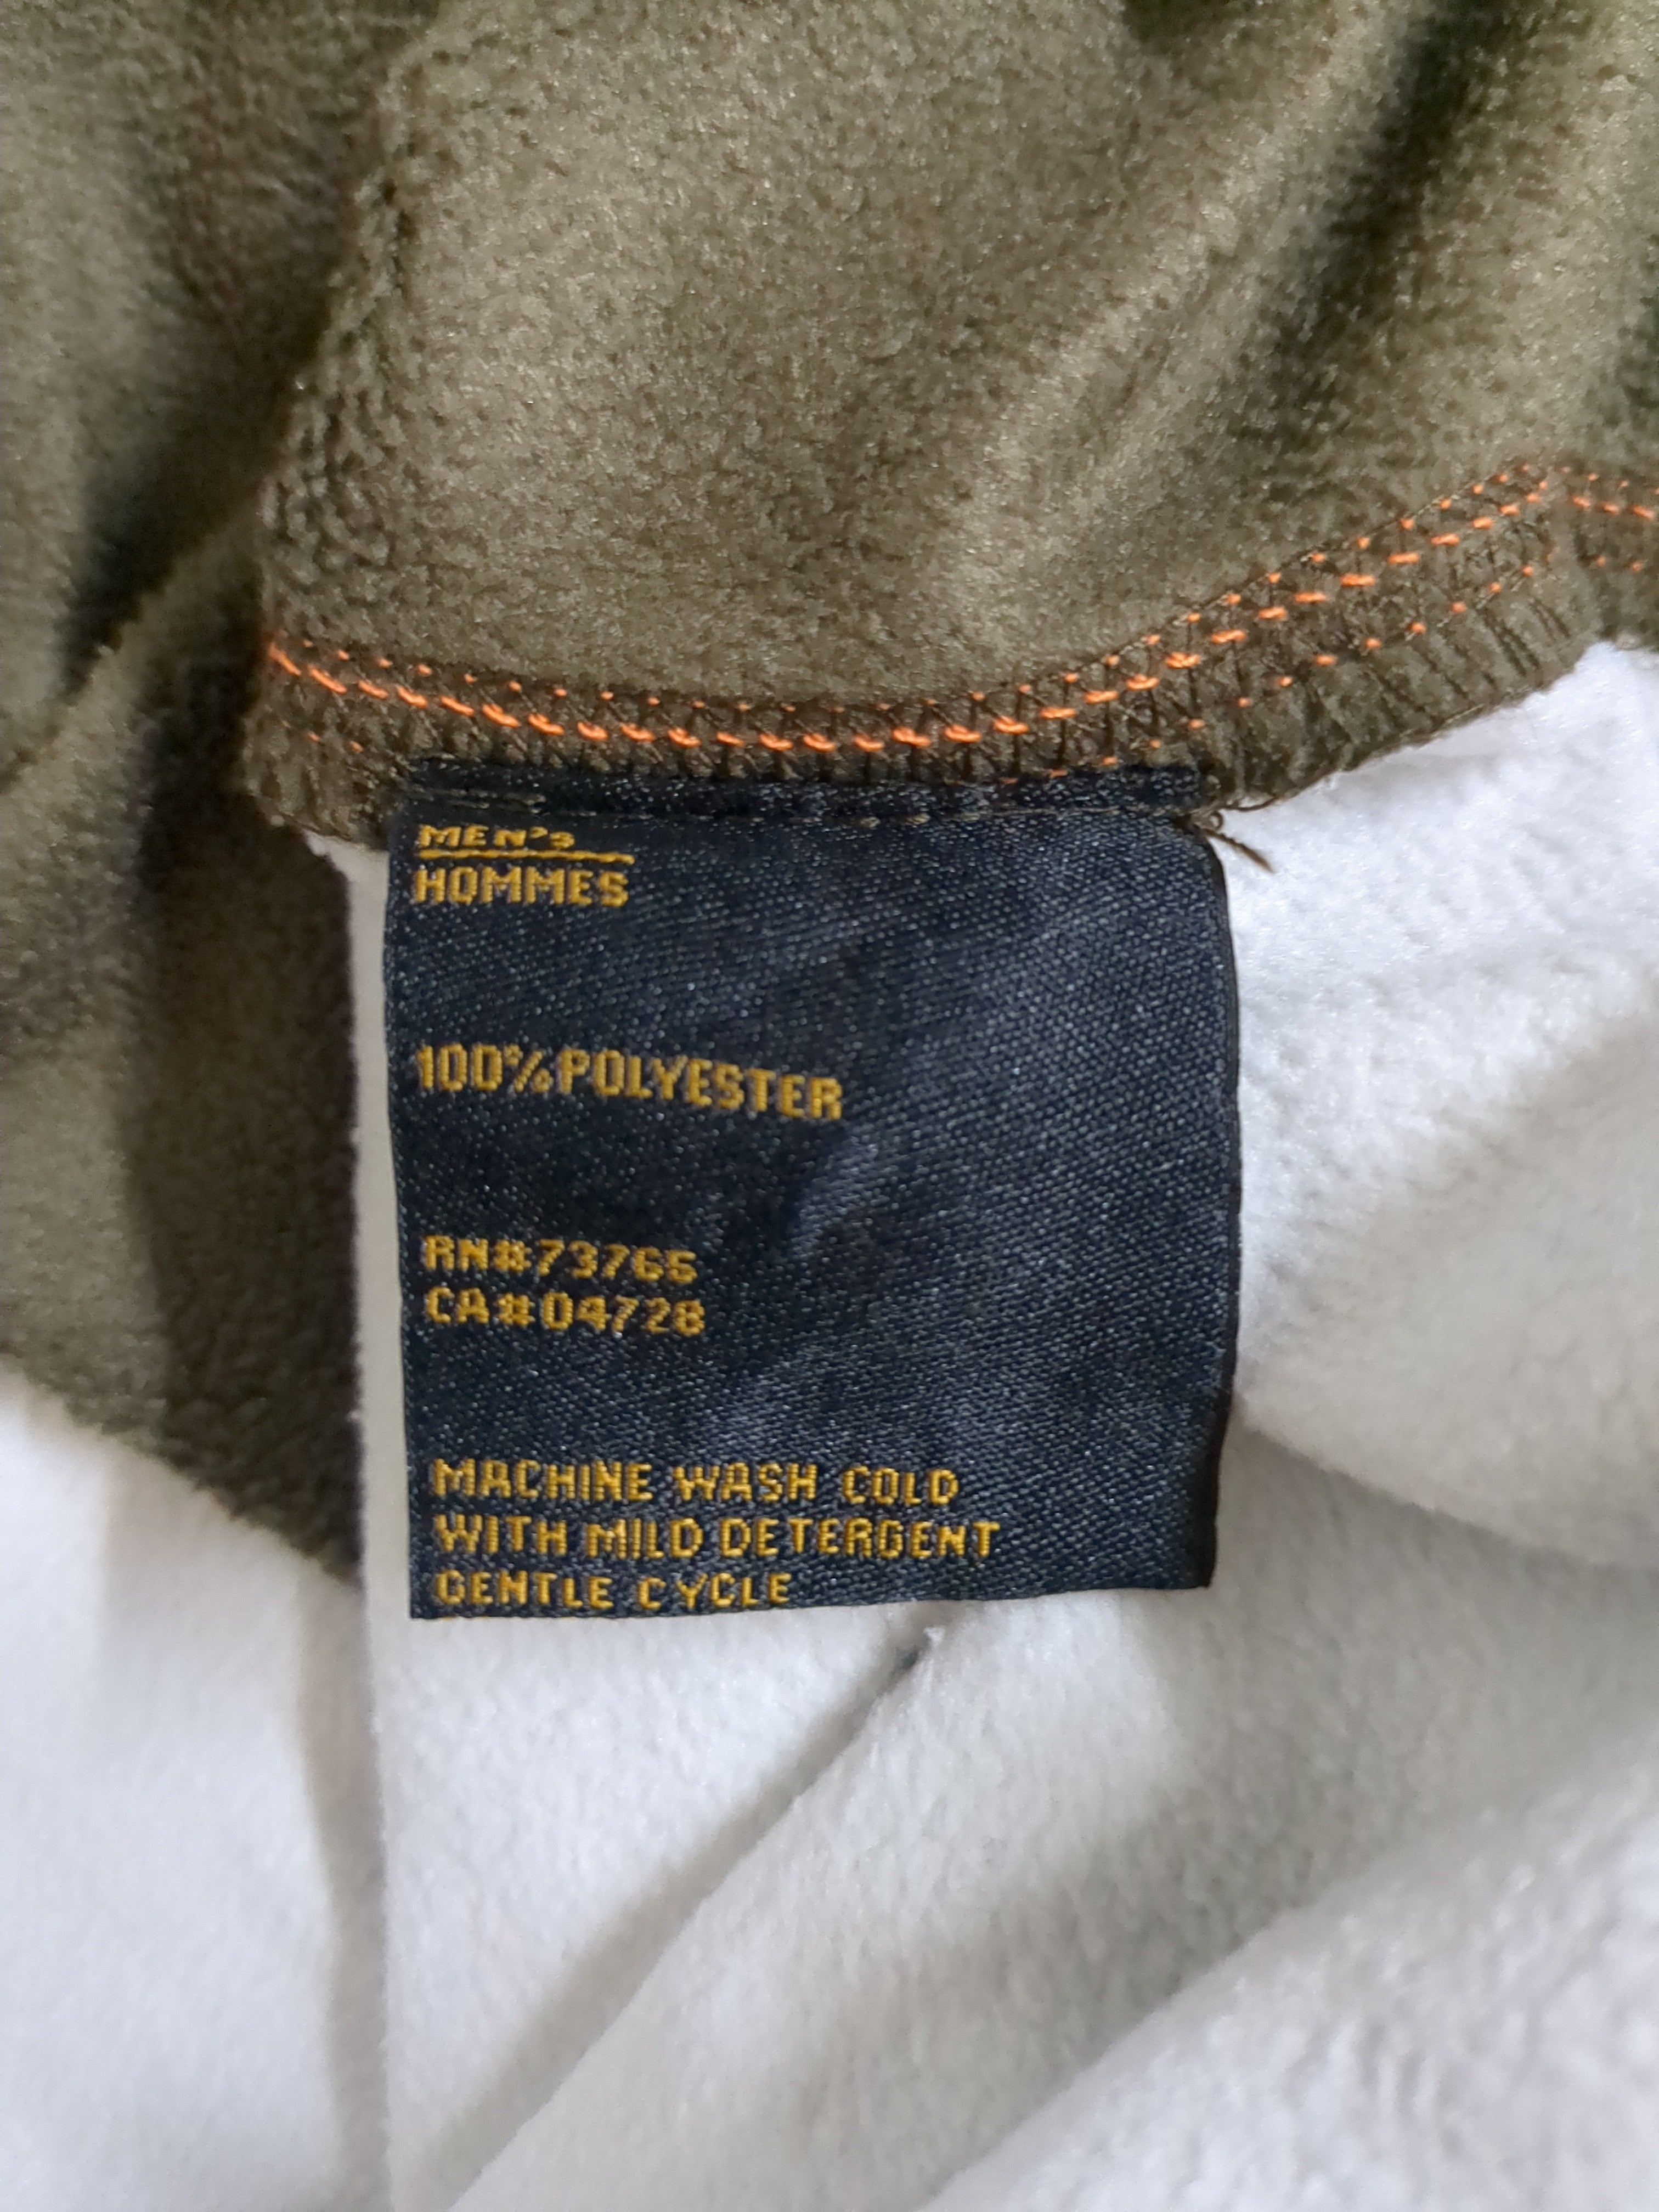 MEN's
HOMMES
100% POLYESTER
RN#73765
CA#04728
MACHINE WASH COLD
WITH MILD DETERGENT
GENTLE CYCLE